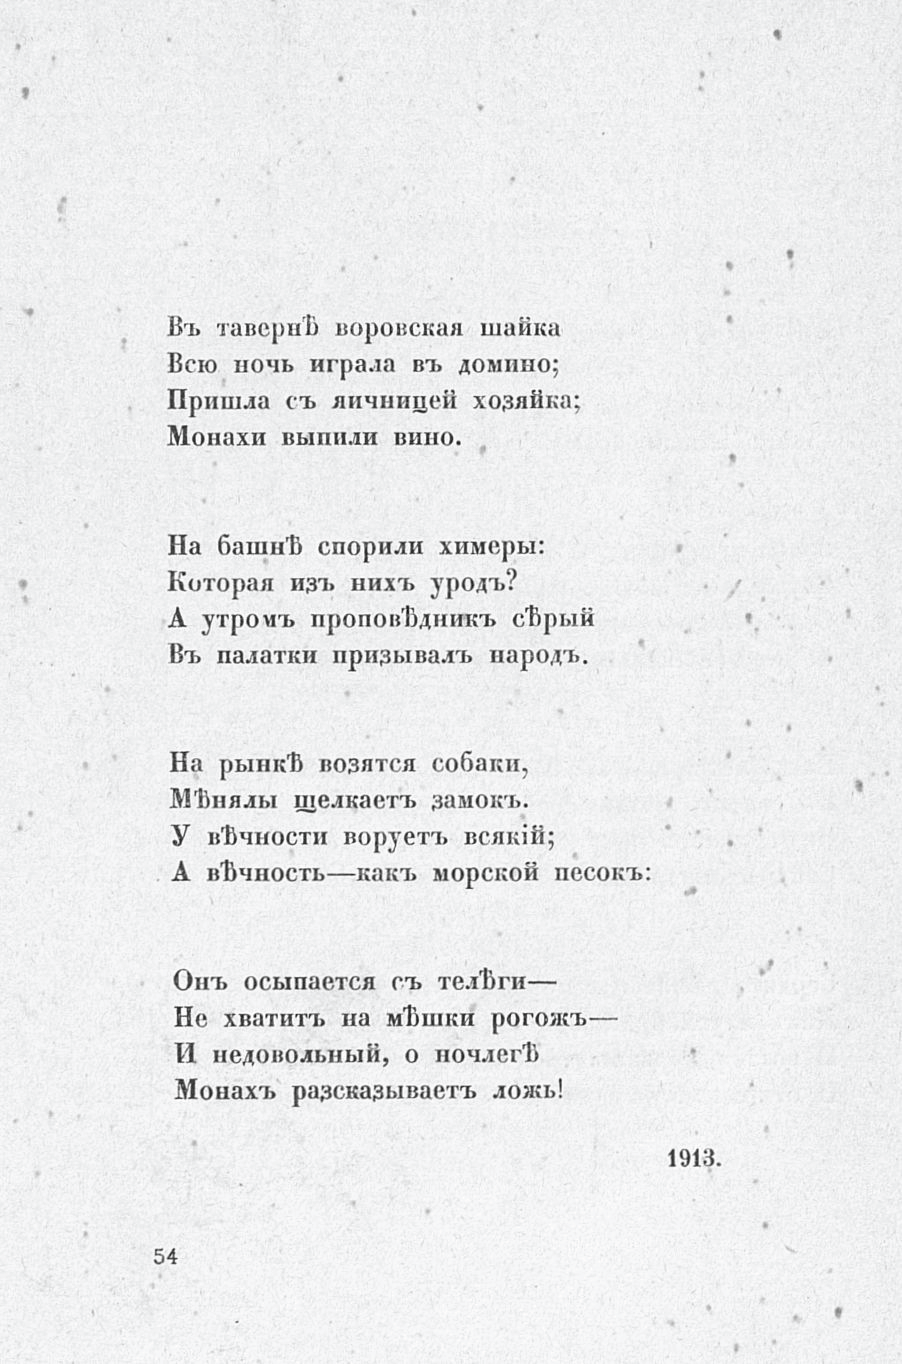 Въ тавернѣ воровская шайка
Всю ночь играла въ домино;
Пришла съ яичницей хозяйка;
Монахи выпили вино.
На башнѣ спорили химеры:
Которая изъ нихъ уродъ?
А утромъ проповѣдникъ сѣрый
Въ палатки призывалъ народъ.
На рынкѣ возятся собаки,
Мѣнялы щелкаетъ замокъ.
У вѣчности воруетъ всякій;
А вѣчность—какъ морской песокъ:
Онъ осыпается съ телѣги—
Не хватитъ на мѣшки рогожъ—
И недовольный, о ночлегѣ
Монахъ разсказываетъ ложь!
1913.
54